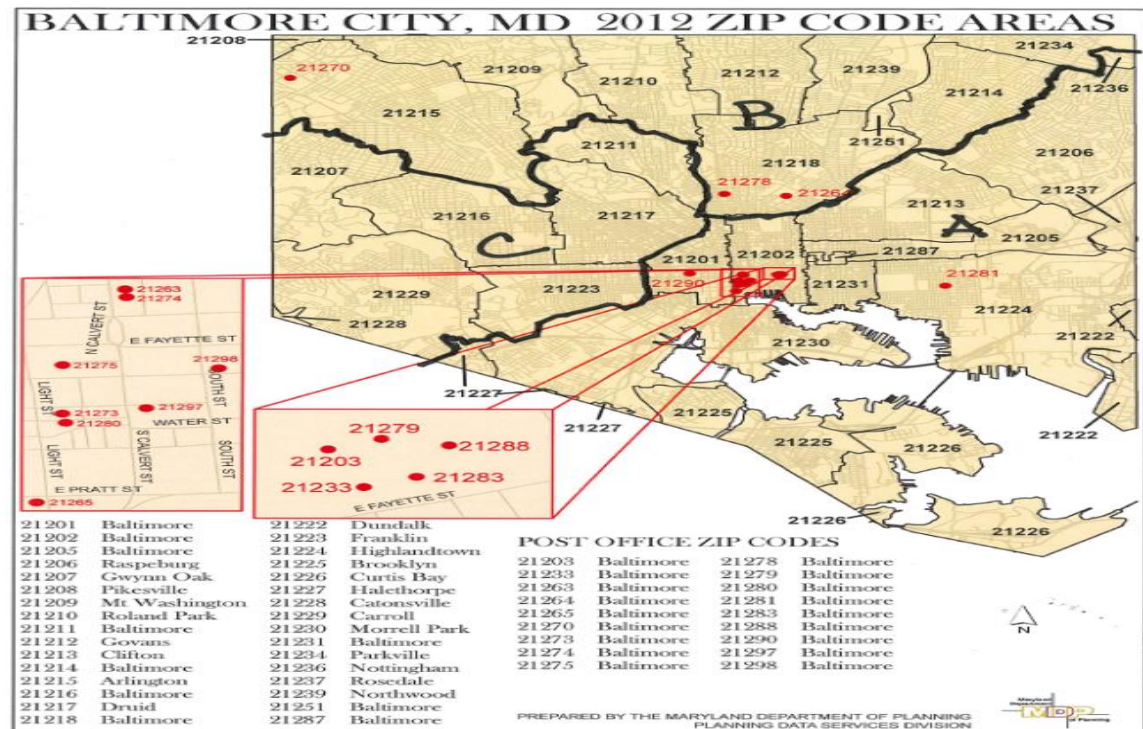 BALTIMORE CITY, MD 2012 ZIP CODE AREAS
21208
21270
21209
21210
21212
21239
21234
21214
21236
21215
B
21211
21251
21218
21206
21207
21278
21264
21237
21216
21217
21213
A
C
21205
21201
21202
21287
21290
21281
21223
21231
21229
21224
21228
21230
21222
21227
21225
21227
21225
21226
21222
21226
21226
21263
21274
N CALVERT ST
E FAYETTE ST
21275
21298
LIGHT ST
SOUTH ST
21273
21297
21280
WATER ST
LIGHT ST
S CALVERT ST
SOUTH ST
E PRATT ST
21265
21279
21203
21288
21233
21283
E FAYETTE ST
21201 Baltimore
21202 Baltimore
21205 Baltimore
21206 Raspeburg
21207 Gwynn Oak
21208 Pikesville
21209 Mt Washington
21210 Roland Park
21211 Baltimore
21212 Govans
21213 Clifton
21214 Baltimore
21215 Arlington
21216 Baltimore
21217 Druid
21218 Baltimore
21222 Dundalk
21223 Franklin
21224 Highlandtown
21225 Brooklyn
21226 Curtis Bay
21227 Halethorpe
21228 Catonsville
21229 Carroll
21230 Morrell Park
21231 Baltimore
21234 Parkville
21236 Nottingham
21237 Rosedale
21239 Northwood
21251 Baltimore
21287 Baltimore
POST OFFICE ZIP CODES
21203 Baltimore
21233 Baltimore
21263 Baltimore
21264 Baltimore
21265 Baltimore
21270 Baltimore
21273 Baltimore
21274 Baltimore
21275 Baltimore
21278 Baltimore
21279 Baltimore
21280 Baltimore
21281 Baltimore
21283 Baltimore
21288 Baltimore
21290 Baltimore
21297 Baltimore
21298 Baltimore
N
PREPARED BY THE MARYLAND DEPARTMENT OF PLANNING
PLANNING DATA SERVICES DIVISION
Maryland
Department
MDP
of Planning